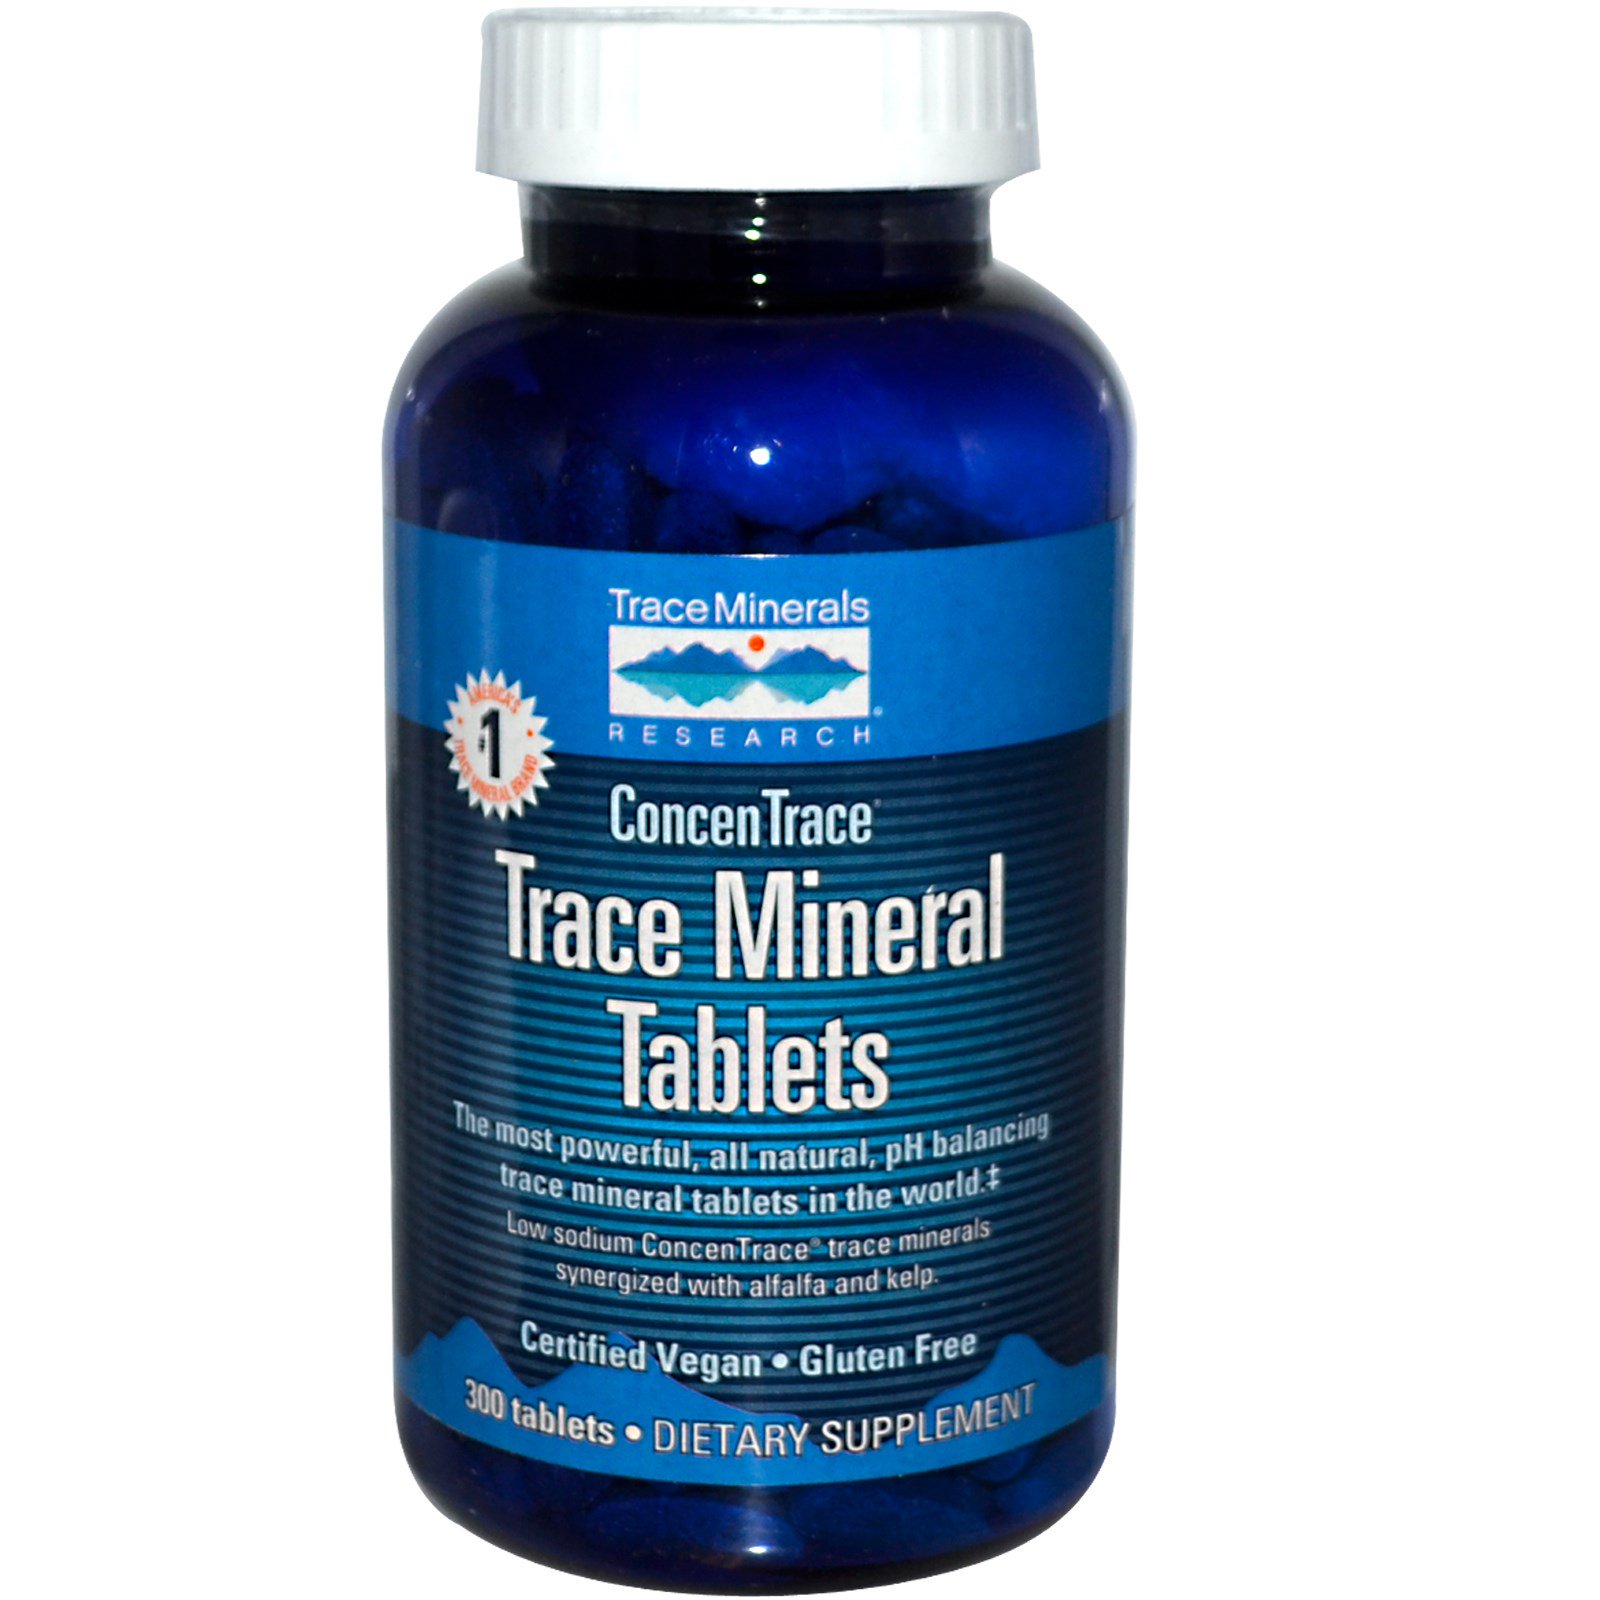 TraceMinerals
RESEARCH
AMERICA'S
#1
TRACE MINERAL BRAND
ConcenTrace®
Trace Mineral
Tablets
The most powerful, all natural, pH balancing
trace mineral tablets in the world.‡
Low sodium ConcenTrace® trace minerals
synergized with alfalfa and kelp.
Certified Vegan • Gluten Free
300 tablets • DIETARY SUPPLEMENT